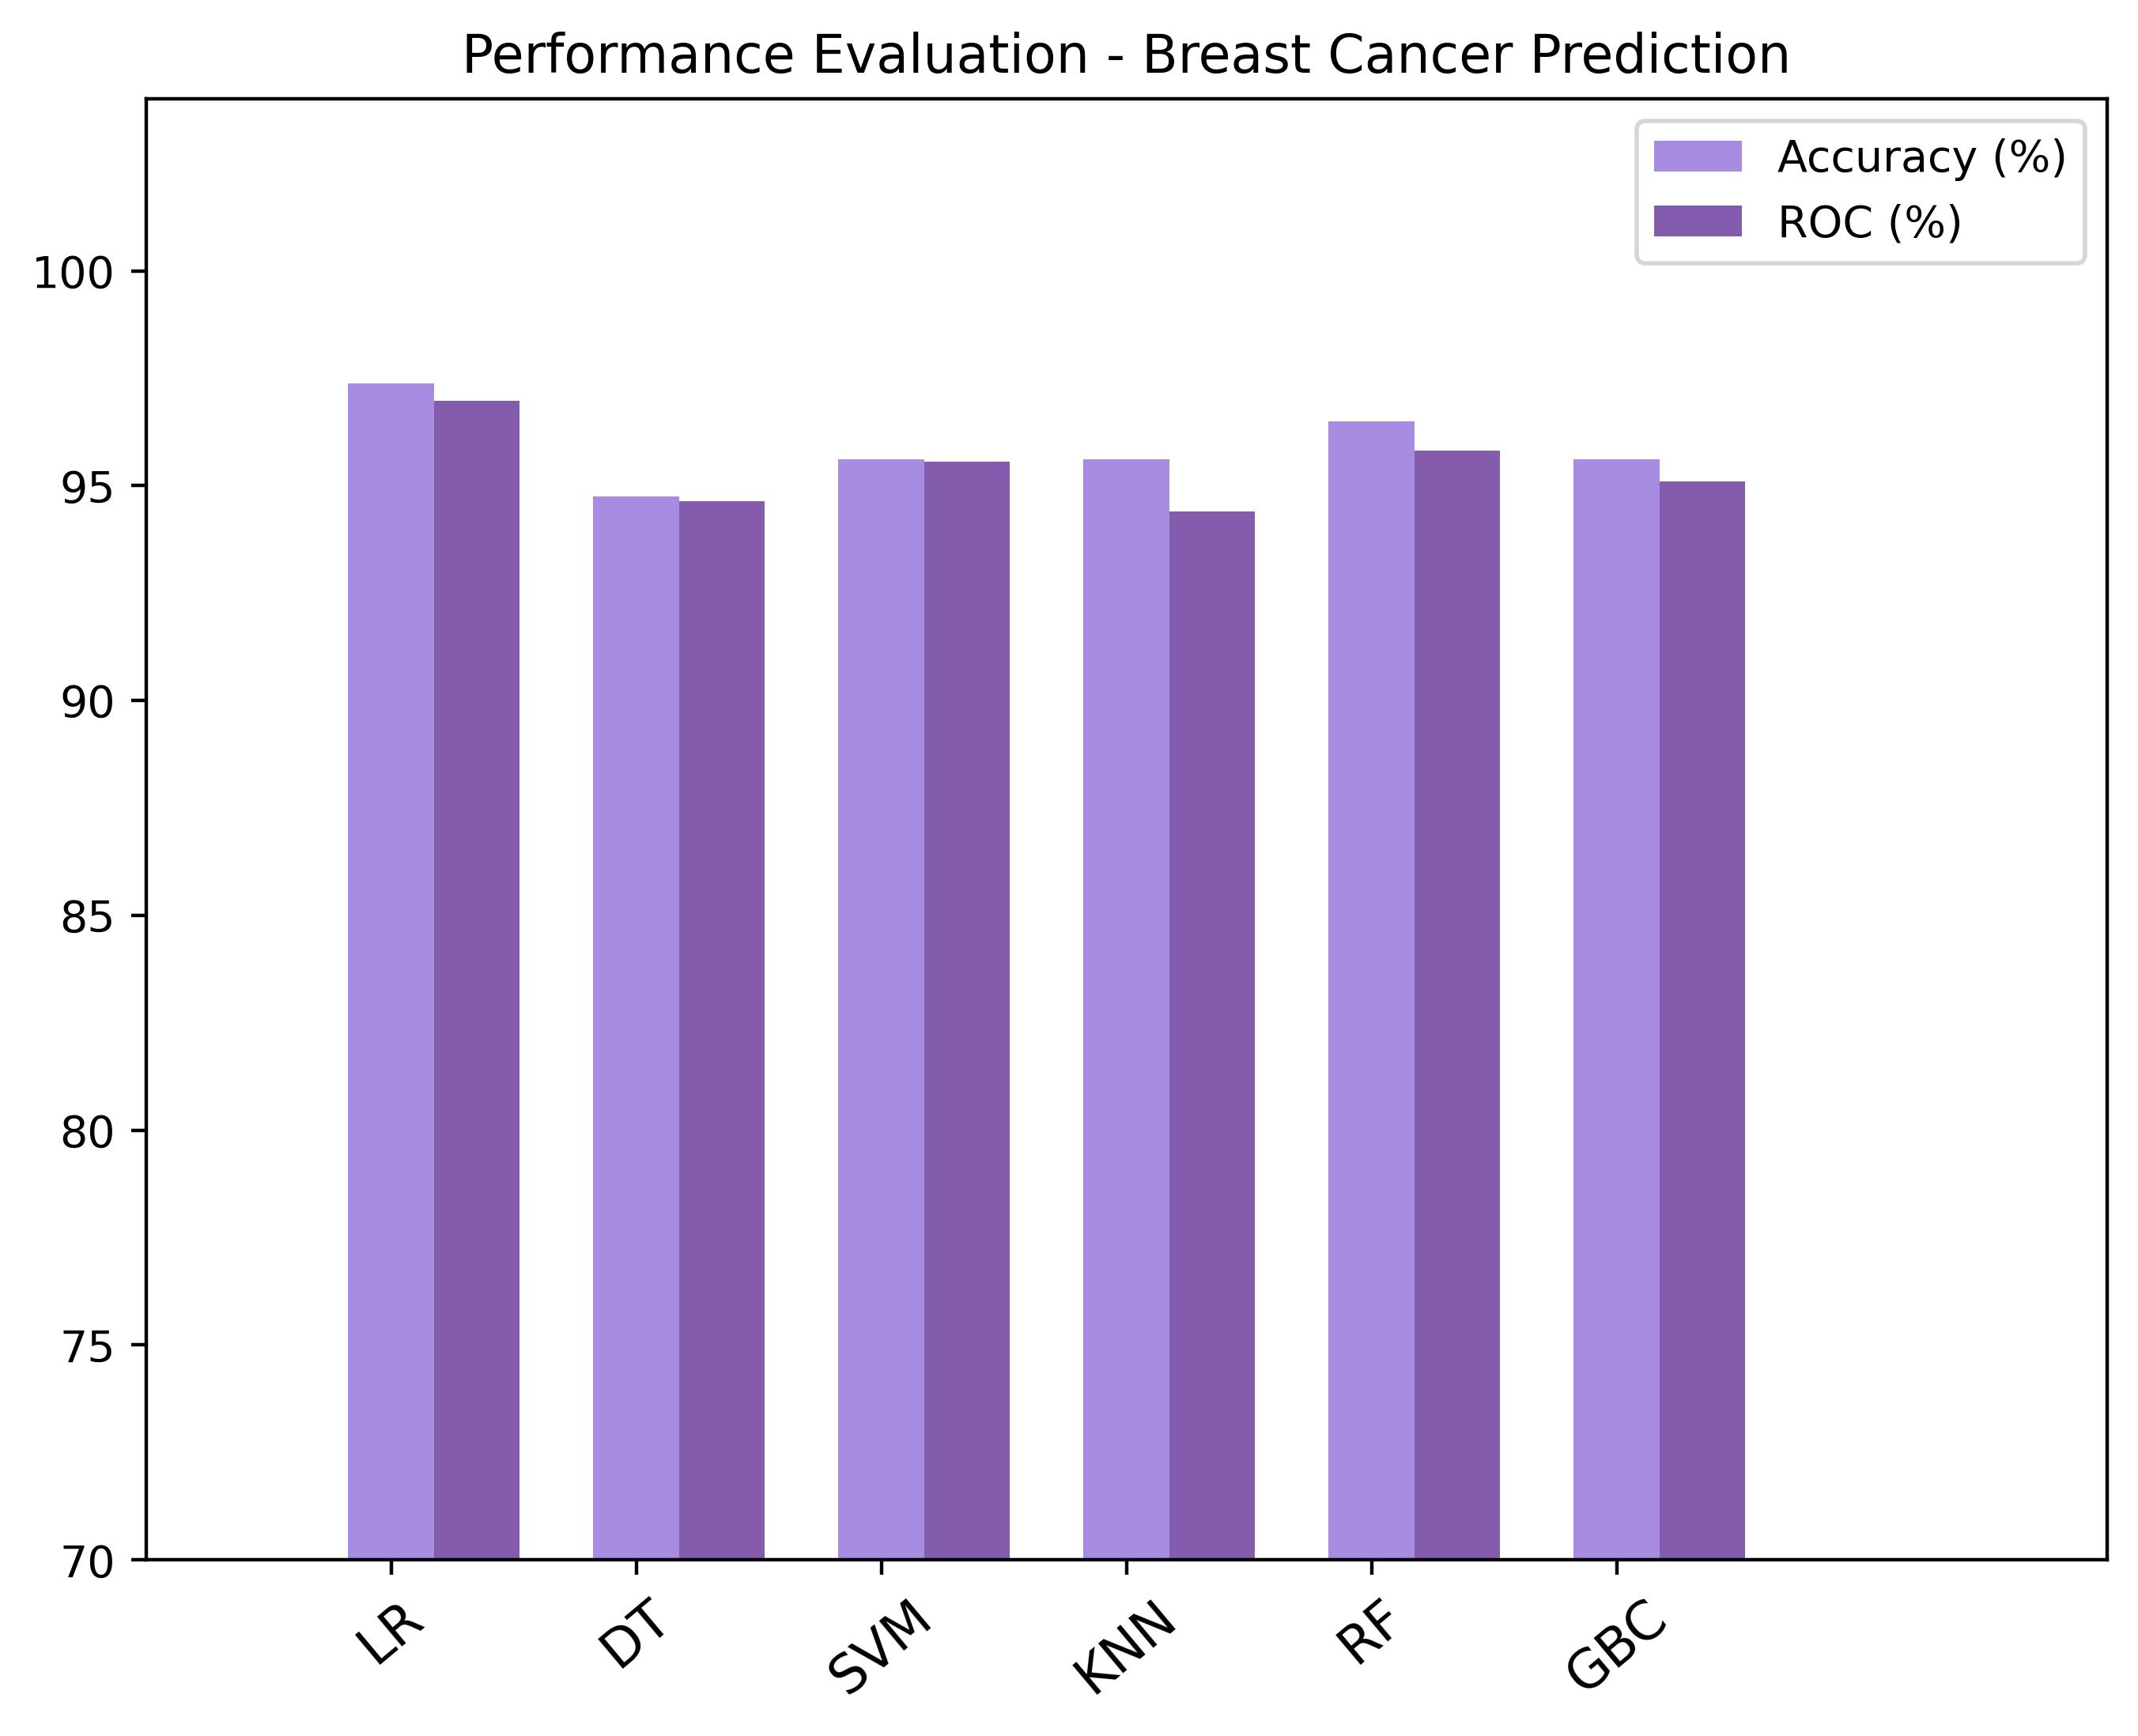 Performance Evaluation - Breast Cancer Prediction
Accuracy (%)
ROC (%)
100
95
90
85
80
75
70
LR
DT
SVM
KNN
RF
GBC